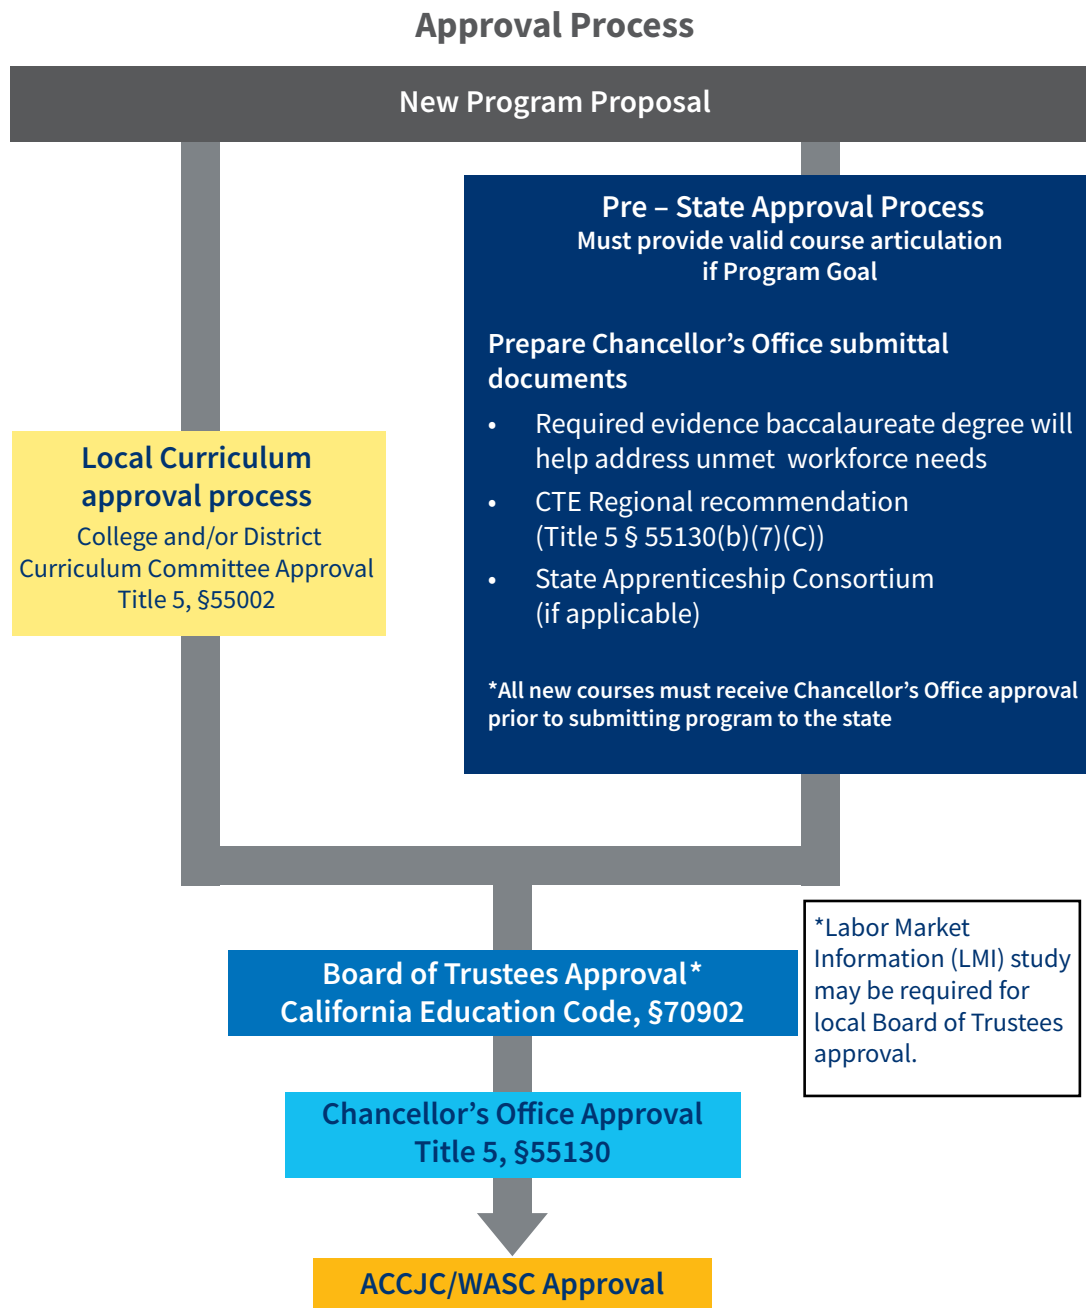 Approval Process
New Program Proposal
Pre – State Approval Process
Must provide valid course articulation
if Program Goal
Prepare Chancellor’s Office submittal
documents
• Required evidence baccalaureate degree will
help address unmet workforce needs
• CTE Regional recommendation
(Title 5 § 55130(b)(7)(C))
• State Apprenticeship Consortium
(if applicable)
*All new courses must receive Chancellor’s Office approval
prior to submitting program to the state
Local Curriculum
approval process
College and/or District
Curriculum Committee Approval
Title 5, §55002
Board of Trustees Approval*
California Education Code, §70902
*Labor Market
Information (LMI) study
may be required for
local Board of Trustees
approval.
Chancellor’s Office Approval
Title 5, §55130
ACCJC/WASC Approval